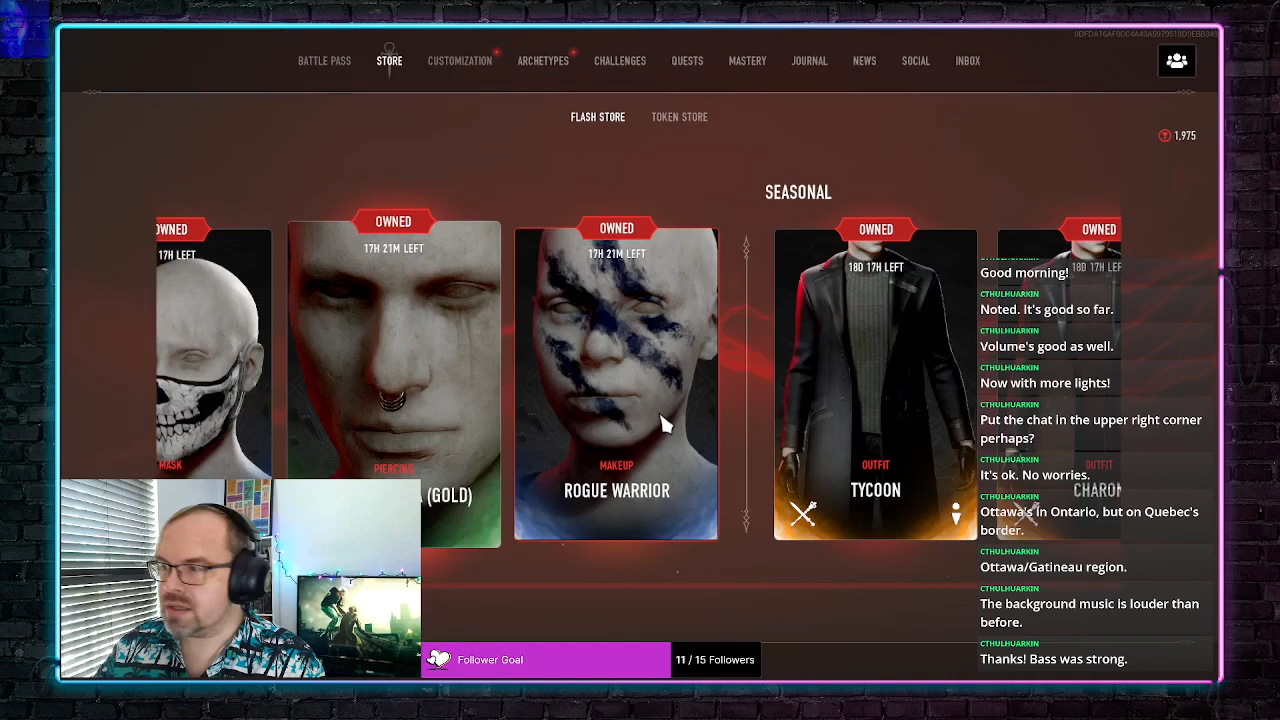 BATTLE PASS
STORE
CUSTOMIZATION
ARCHETYPES
CHALLENGES
QUESTS
MASTERY
JOURNAL
NEWS
SOCIAL
INBOX
FLASH STORE
TOKEN STORE
1,975
SEASONAL
OWNED
17H LEFT
MASK
OWNED
17H 21M LEFT
PIERCING
(GOLD)
OWNED
17H 21M LEFT
MAKEUP
ROGUE WARRIOR
OWNED
18D 17H LEFT
OUTFIT
TYCOON
OWNED
18D 17H LEF
OUTFIT
CHARON
Good morning!
CTHULHUARKIN
Noted. It's good so far.
CTHULHUARKIN
Volume's good as well.
CTHULHUARKIN
Now with more lights!
CTHULHUARKIN
Put the chat in the upper right corner
perhaps?
CTHULHUARKIN
It's ok. No worries.
CTHULHUARKIN
Ottawa's in Ontario, but on Quebec's
border.
CTHULHUARKIN
Ottawa/Gatineau region.
CTHULHUARKIN
The background music is louder than
before.
CTHULHUARKIN
Thanks! Bass was strong.
Follower Goal
11 / 15 Followers